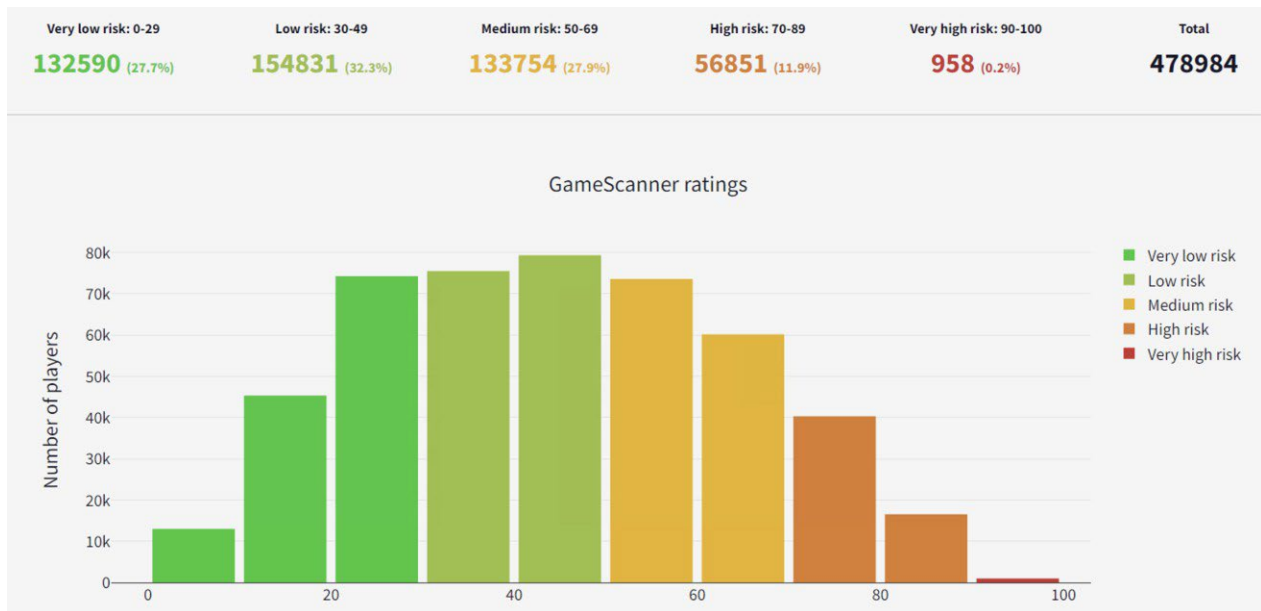 Very low risk: 0-29
132590 (27.7%)
Low risk: 30-49
154831 (32.3%)
Medium risk: 50-69
133754 (27.9%)
High risk: 70-89
56851 (11.9%)
Very high risk: 90-100
958 (0.2%)
Total
478984
GameScanner ratings
Number of players
80k
70k
60k
50k
40k
30k
20k
10k
0
0
20
40
60
80
100
Very low risk
Low risk
Medium risk
High risk
Very high risk